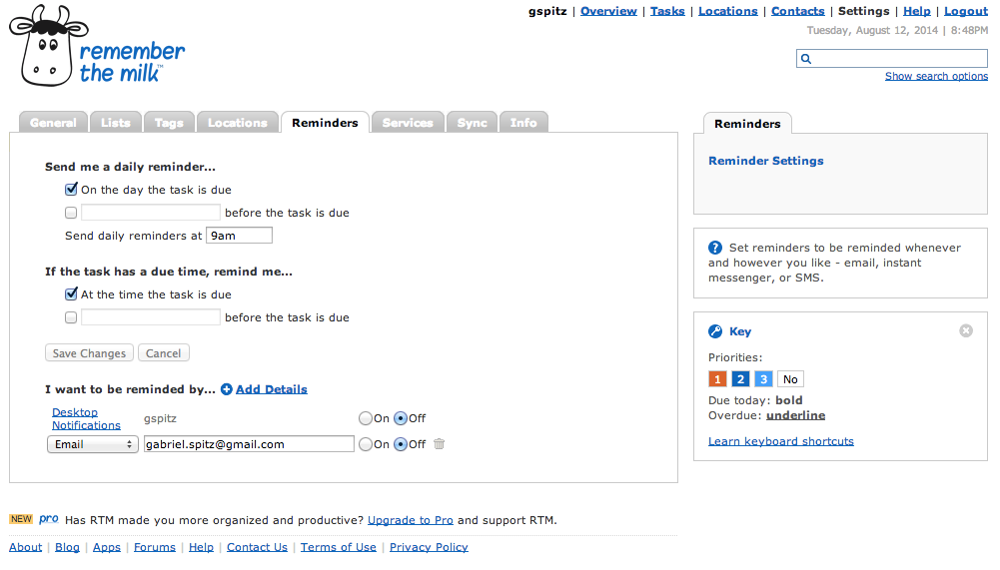 gspitz | Overview | Tasks | Locations | Contacts | Settings | Help | Logout
Tuesday, August 12, 2014 | 8:48PM
remember
the milk™
Show search options
General Lists Tags Locations Reminders Services Sync Info
Send me a daily reminder...
On the day the task is due
before the task is due
Send daily reminders at 9am
If the task has a due time, remind me...
At the time the task is due
before the task is due
Save Changes Cancel
I want to be reminded by... Add Details
Desktop
Notifications gspitz On Off
Email gabriel.spitz@gmail.com On Off
Reminders
Reminder Settings
? Set reminders to be reminded whenever
and however you like - email, instant
messenger, or SMS.
Key
Priorities:
1 2 3 No
Due today: bold
Overdue: underline
Learn keyboard shortcuts
NEW pro Has RTM made you more organized and productive? Upgrade to Pro and support RTM.
About | Blog | Apps | Forums | Help | Contact Us | Terms of Use | Privacy Policy